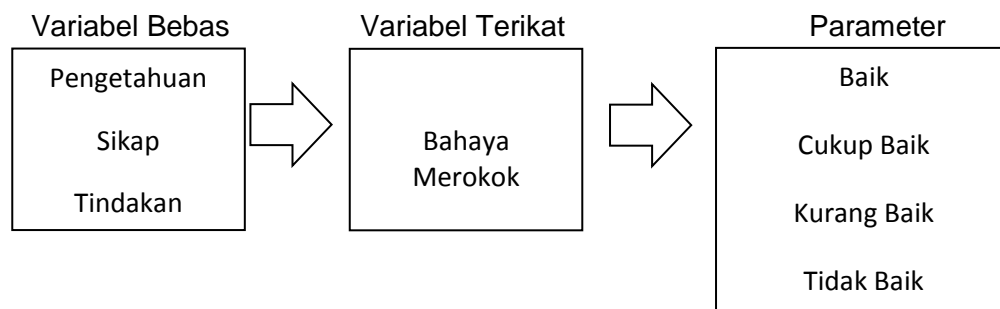 Variabel Bebas
Pengetahuan
Sikap
Tindakan
Variabel Terikat
Bahaya
Merokok
Parameter
Baik
Cukup Baik
Kurang Baik
Tidak Baik